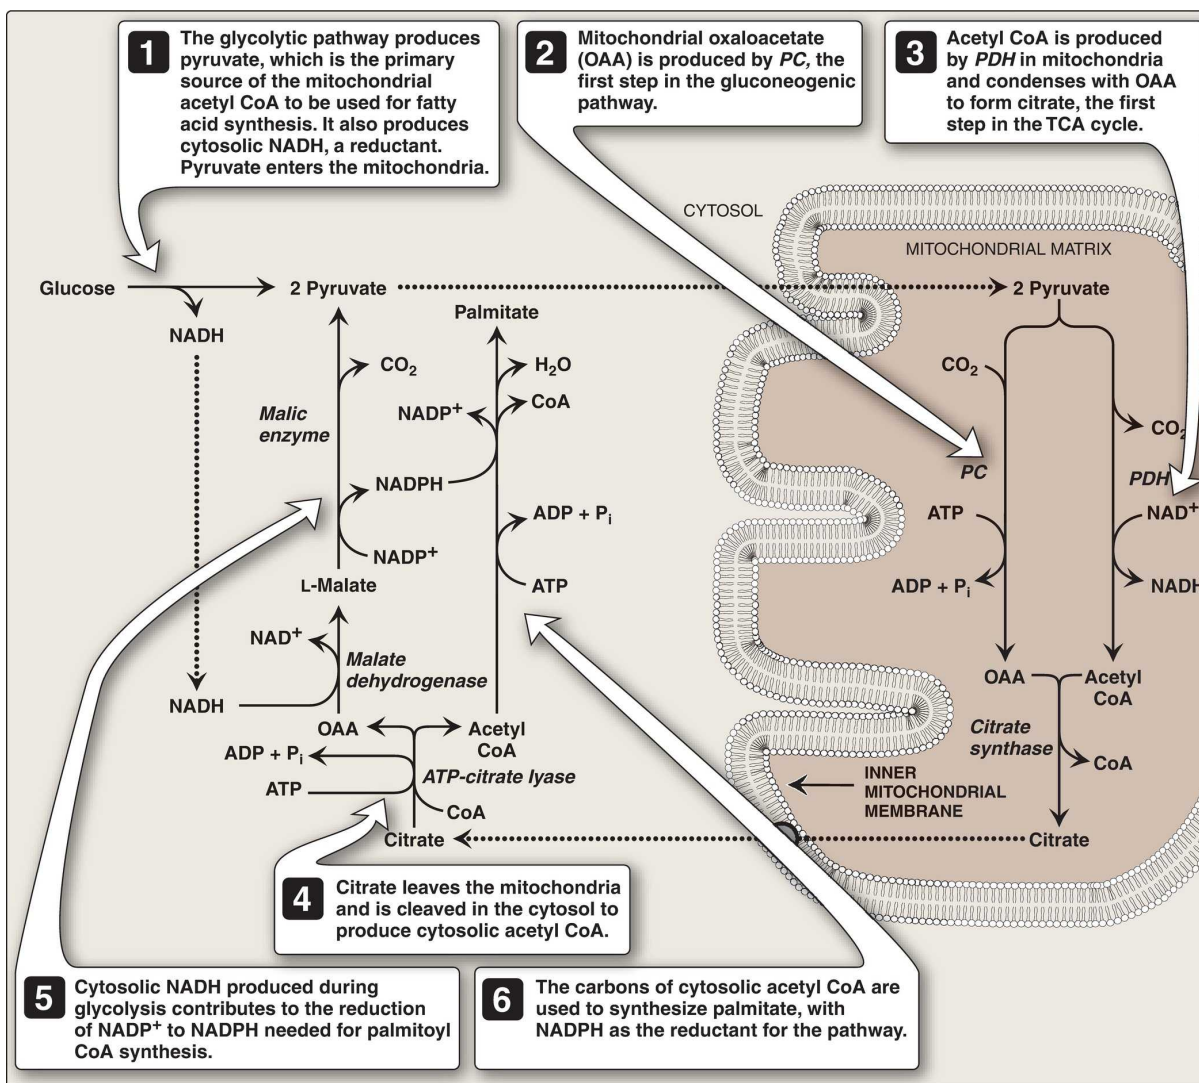 1
The glycolytic pathway produces
pyruvate, which is the primary
source of the mitochondrial
acetyl CoA to be used for fatty
acid synthesis. It also produces
cytosolic NADH, a reductant.
Pyruvate enters the mitochondria.
2
Mitochondrial oxaloacetate
(OAA) is produced by PC, the
first step in the gluconeogenic
pathway.
3
Acetyl CoA is produced
by PDH in mitochondria
and condenses with OAA
to form citrate, the first
step in the TCA cycle.
CYTOSOL
MITOCHONDRIAL MATRIX
Glucose
2 Pyruvate
2 Pyruvate
NADH
Palmitate
CO₂
H₂O
CO₂
NADP⁺
CoA
Malic
enzyme
CO₂
NADPH
PC
PDH
ADP + Pᵢ
ATP
NAD⁺
NADP⁺
L-Malate
ATP
ADP + Pᵢ
NADH
NAD⁺
Malate
dehydrogenase
NADH
OAA
Acetyl
CoA
OAA
Acetyl
CoA
Citrate
synthase
ADP + Pᵢ
ATP-citrate lyase
ATP
CoA
CoA
INNER
MITOCHONDRIAL
MEMBRANE
Citrate
Citrate
4
Citrate leaves the mitochondria
and is cleaved in the cytosol to
produce cytosolic acetyl CoA.
5
Cytosolic NADH produced during
glycolysis contributes to the reduction
of NADP⁺ to NADPH needed for palmitoyl
CoA synthesis.
6
The carbons of cytosolic acetyl CoA are
used to synthesize palmitate, with
NADPH as the reductant for the pathway.